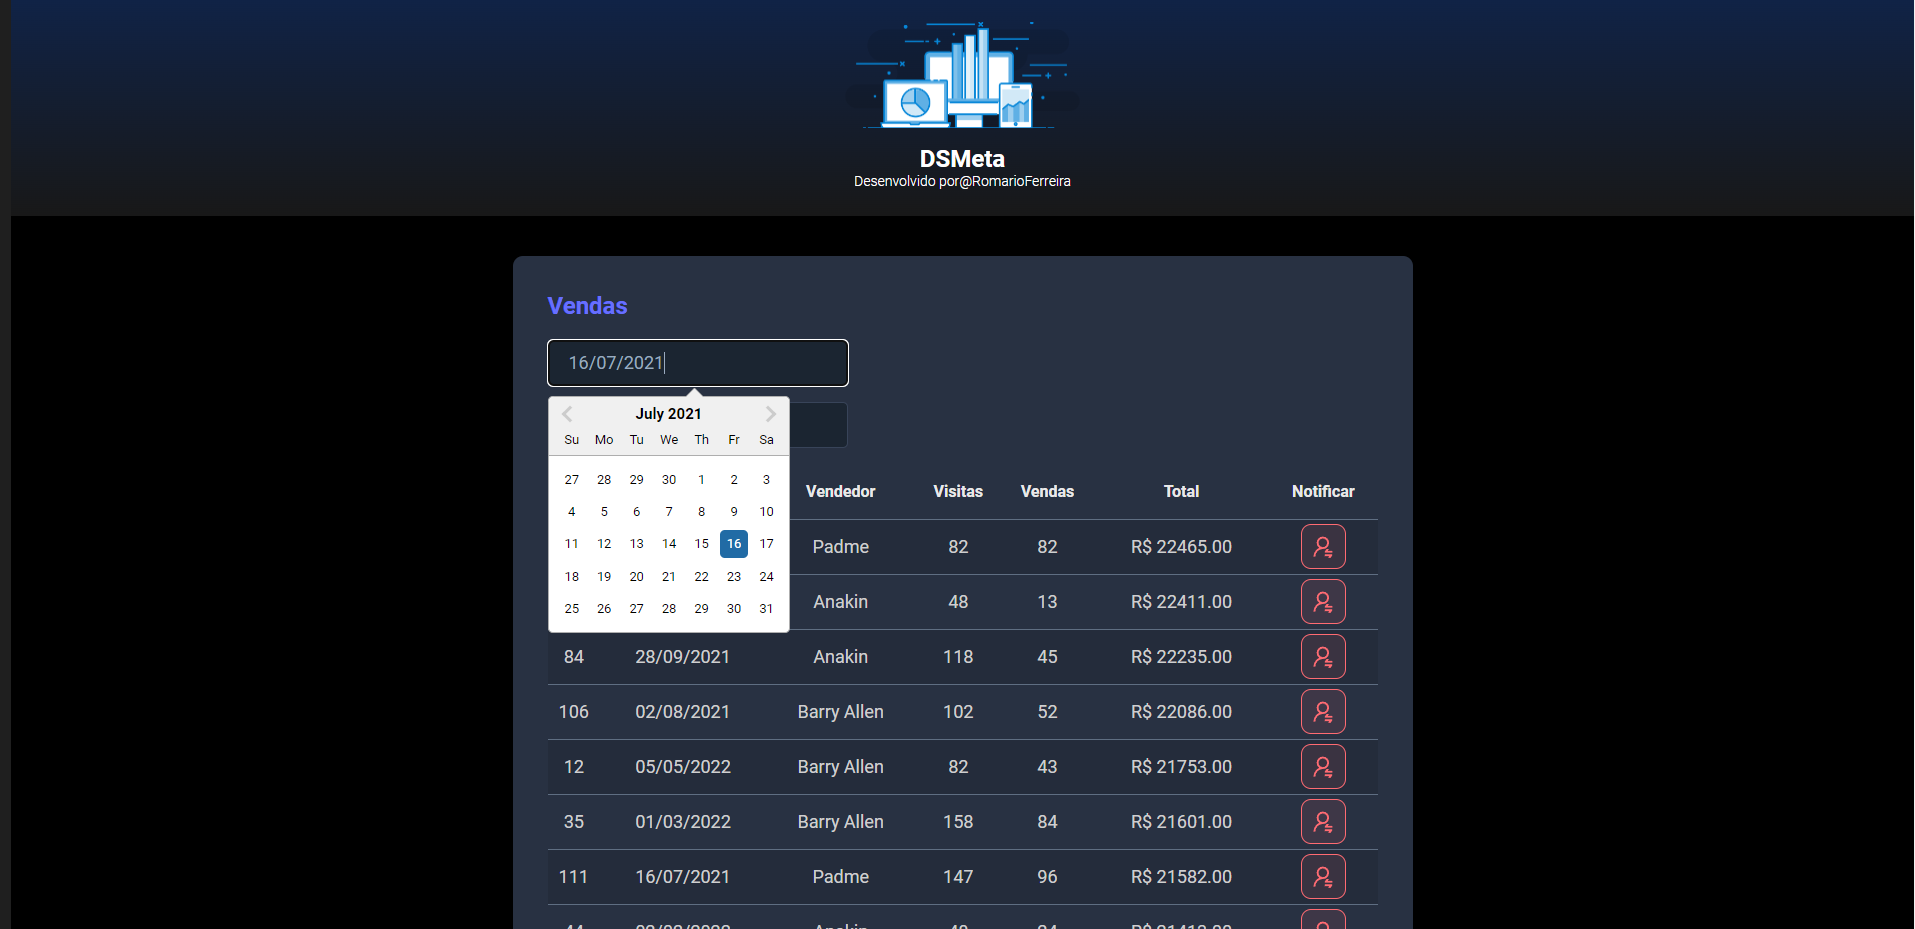 DSMeta
Desenvolvido por@RomarioFerreira
Vendas
16/07/2021
July 2021
Su Mo Tu We Th Fr Sa
27 28 29 30 1 2 3
4 5 6 7 8 9 10
11 12 13 14 15 16 17
18 19 20 21 22 23 24
25 26 27 28 29 30 31
Vendedor Visitas Vendas Total Notificar
Padme 82 82 R$ 22465.00
Anakin 48 13 R$ 22411.00
84 28/09/2021 Anakin 118 45 R$ 22235.00
106 02/08/2021 Barry Allen 102 52 R$ 22086.00
12 05/05/2022 Barry Allen 82 43 R$ 21753.00
35 01/03/2022 Barry Allen 158 84 R$ 21601.00
111 16/07/2021 Padme 147 96 R$ 21582.00
Anakin